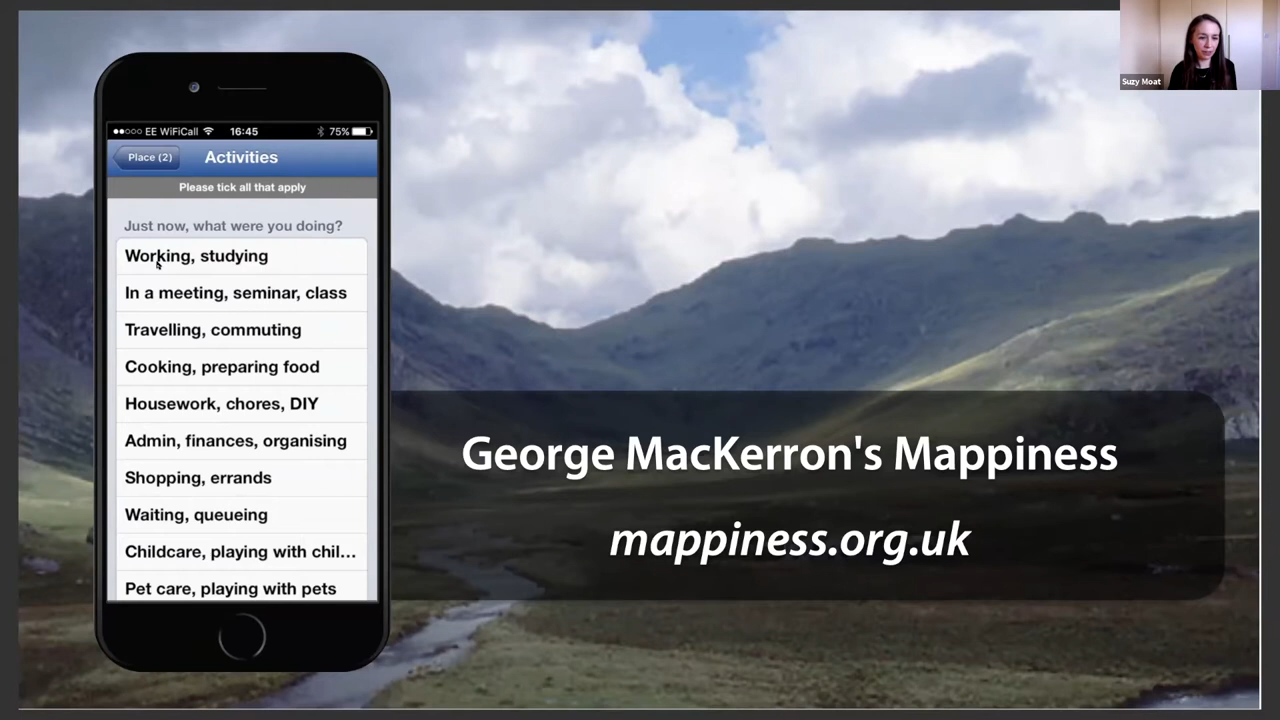 Suzy Moat
EE WiFiCall 16:45 75%
Place (2) Activities
Please tick all that apply
Just now, what were you doing?
Working, studying
In a meeting, seminar, class
Travelling, commuting
Cooking, preparing food
Housework, chores, DIY
Admin, finances, organising
Shopping, errands
Waiting, queueing
Childcare, playing with chil...
Pet care, playing with pets
George MacKerron's Mappiness
mappiness.org.uk